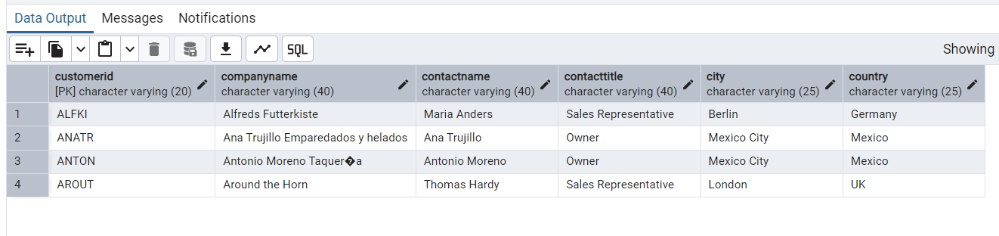 Data Output Messages Notifications
SQL Showing
customerid companyname contactname contacttitle city country
[PK] character varying (20) character varying (40) character varying (40) character varying (40) character varying (25) character varying (25)
1 ALFKI Alfreds Futterkiste Maria Anders Sales Representative Berlin Germany
2 ANATR Ana Trujillo Emparedados y helados Ana Trujillo Owner Mexico City Mexico
3 ANTON Antonio Moreno Taquer�a Antonio Moreno Owner Mexico City Mexico
4 AROUT Around the Horn Thomas Hardy Sales Representative London UK